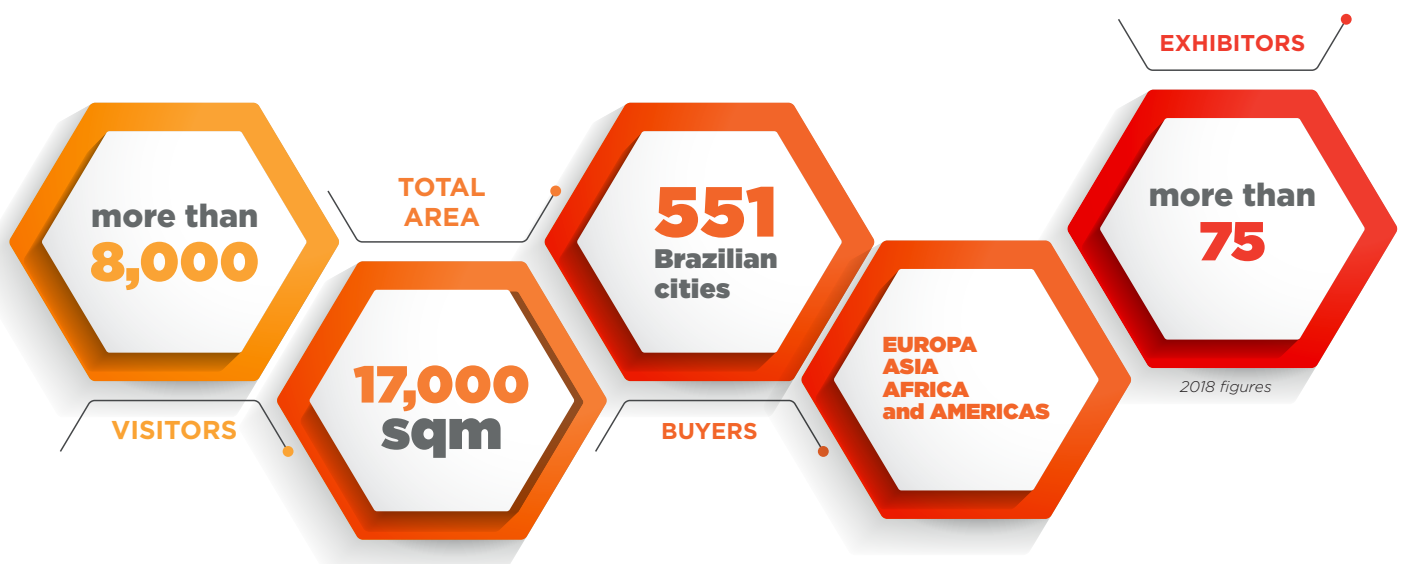 more than
8,000
VISITORS
TOTAL
AREA
17,000
sqm
551
Brazilian
cities
BUYERS
EUROPA
ASIA
AFRICA
and AMERICAS
EXHIBITORS
more than
75
2018 figures